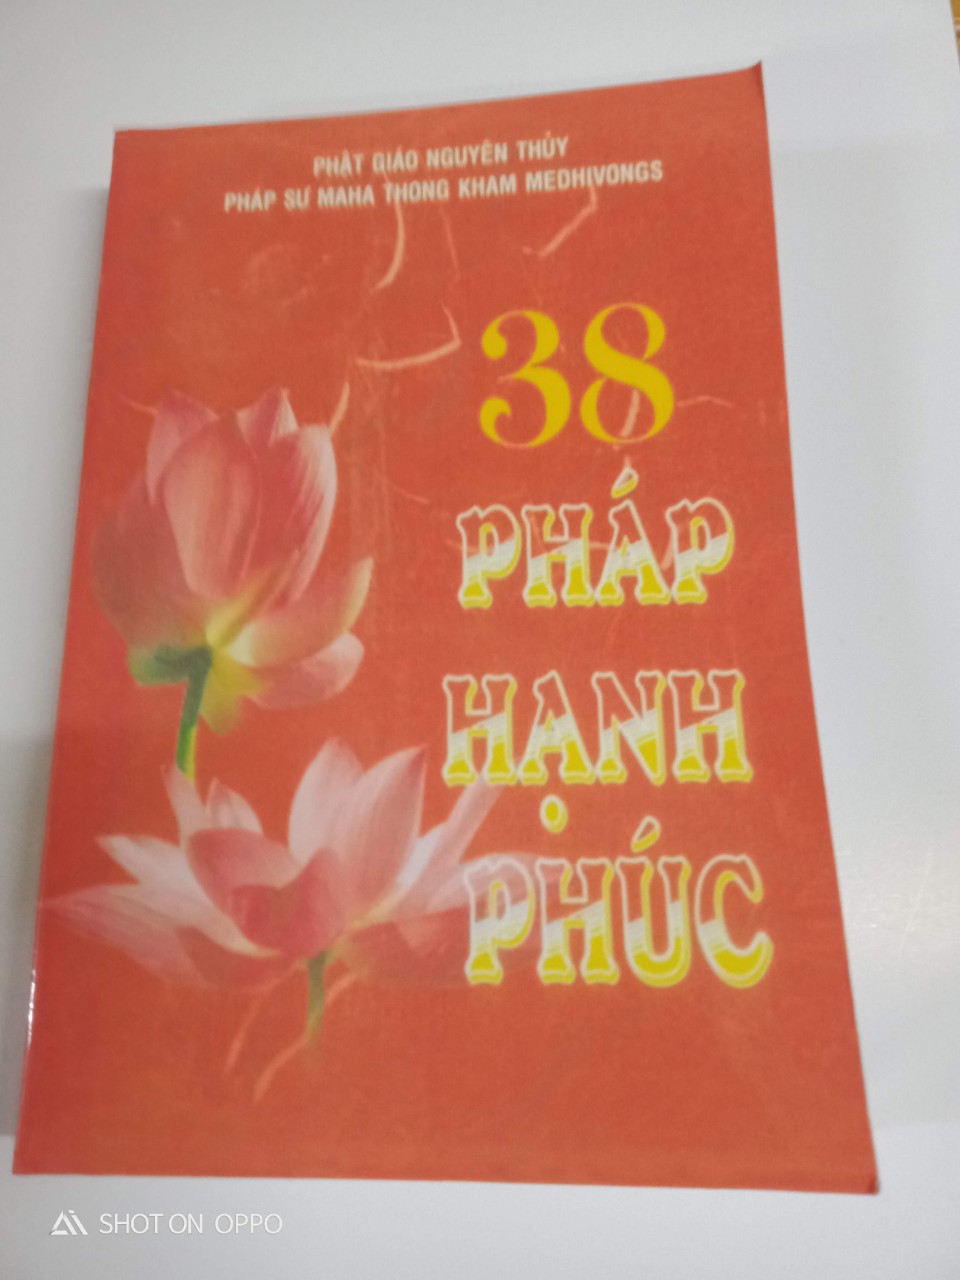 PHẬT GIÁO NGUYÊN THỦY
PHÁP SƯ MAHA THONG KHAM MEDHIVONGS
38
PHÁP
HẠNH
PHÚC
SHOT ON OPPO